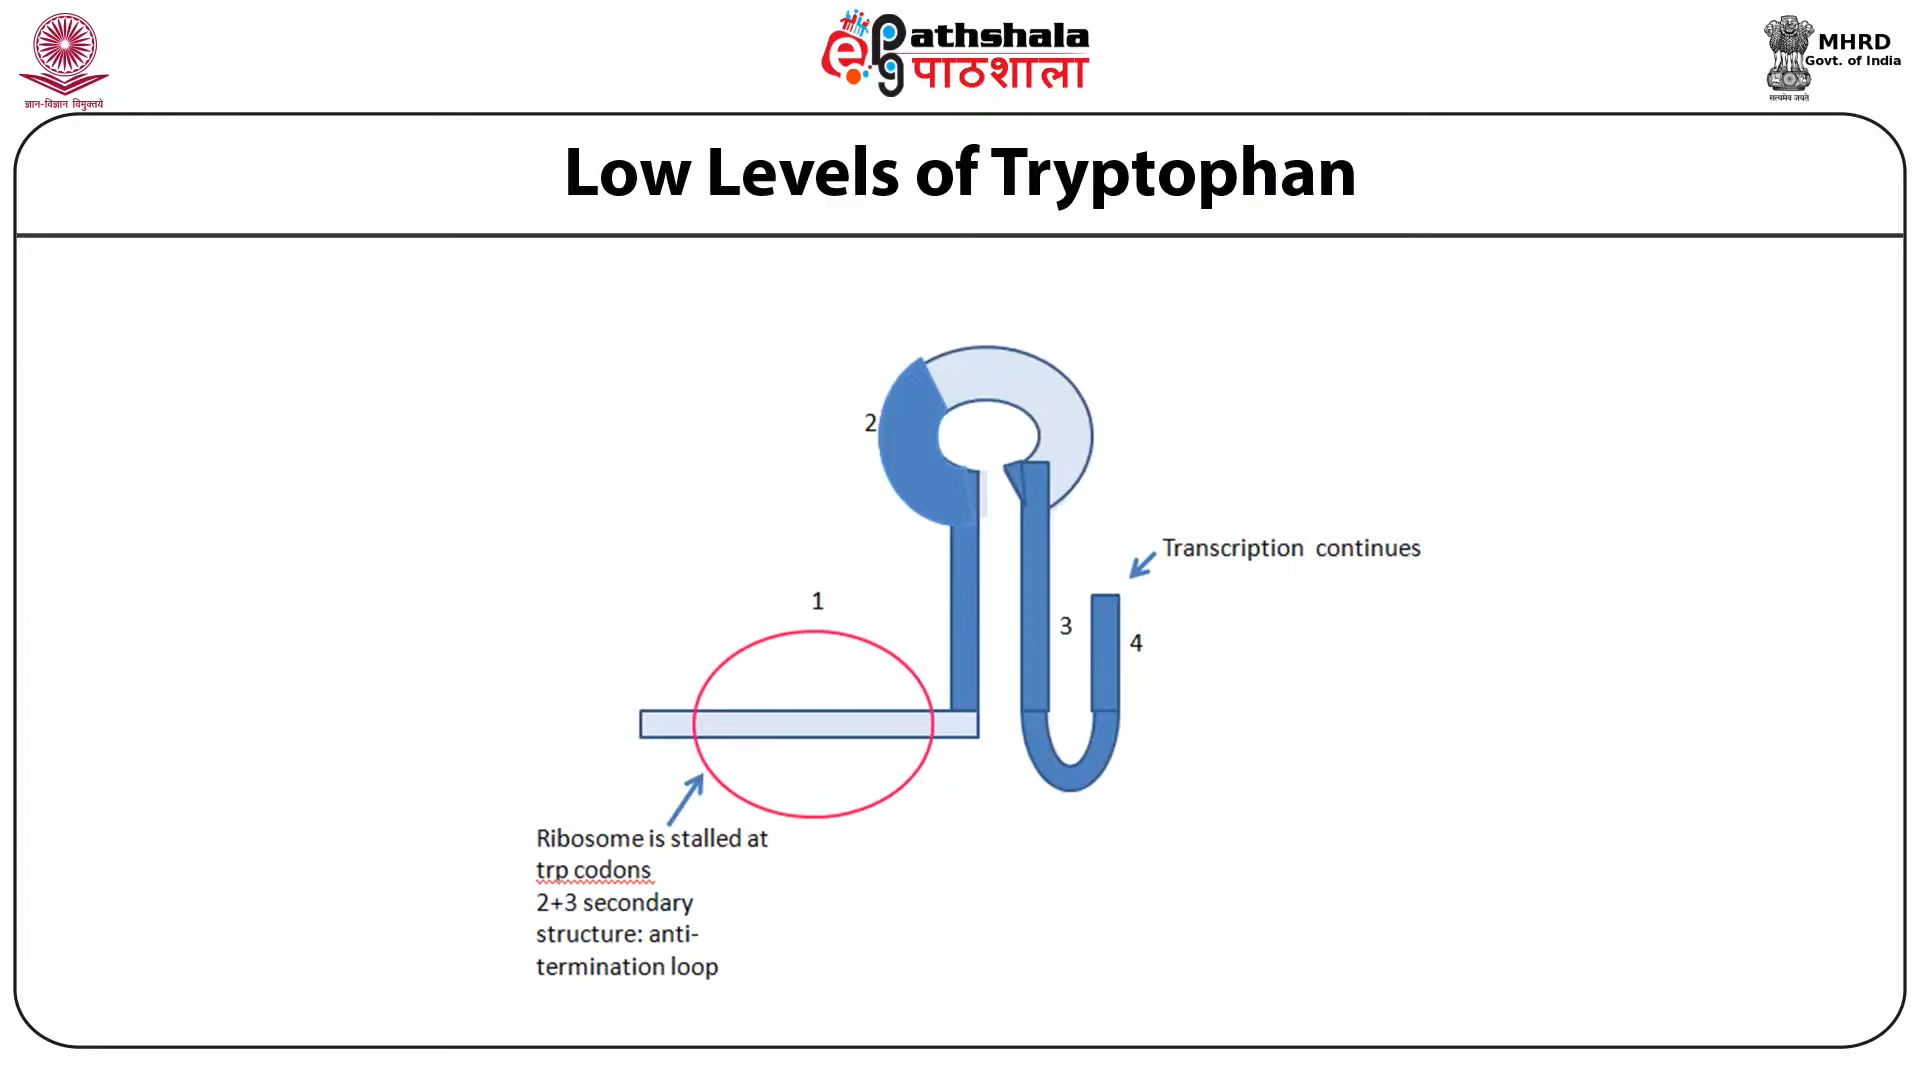 ज्ञान-विज्ञान विमुक्तये
ePathshala
पाठशाला
MHRD
Govt. of India
सत्यमेव जयते
Low Levels of Tryptophan
2
Transcription continues
1
3
4
Ribosome is stalled at
trp codons
2+3 secondary
structure: anti-
termination loop